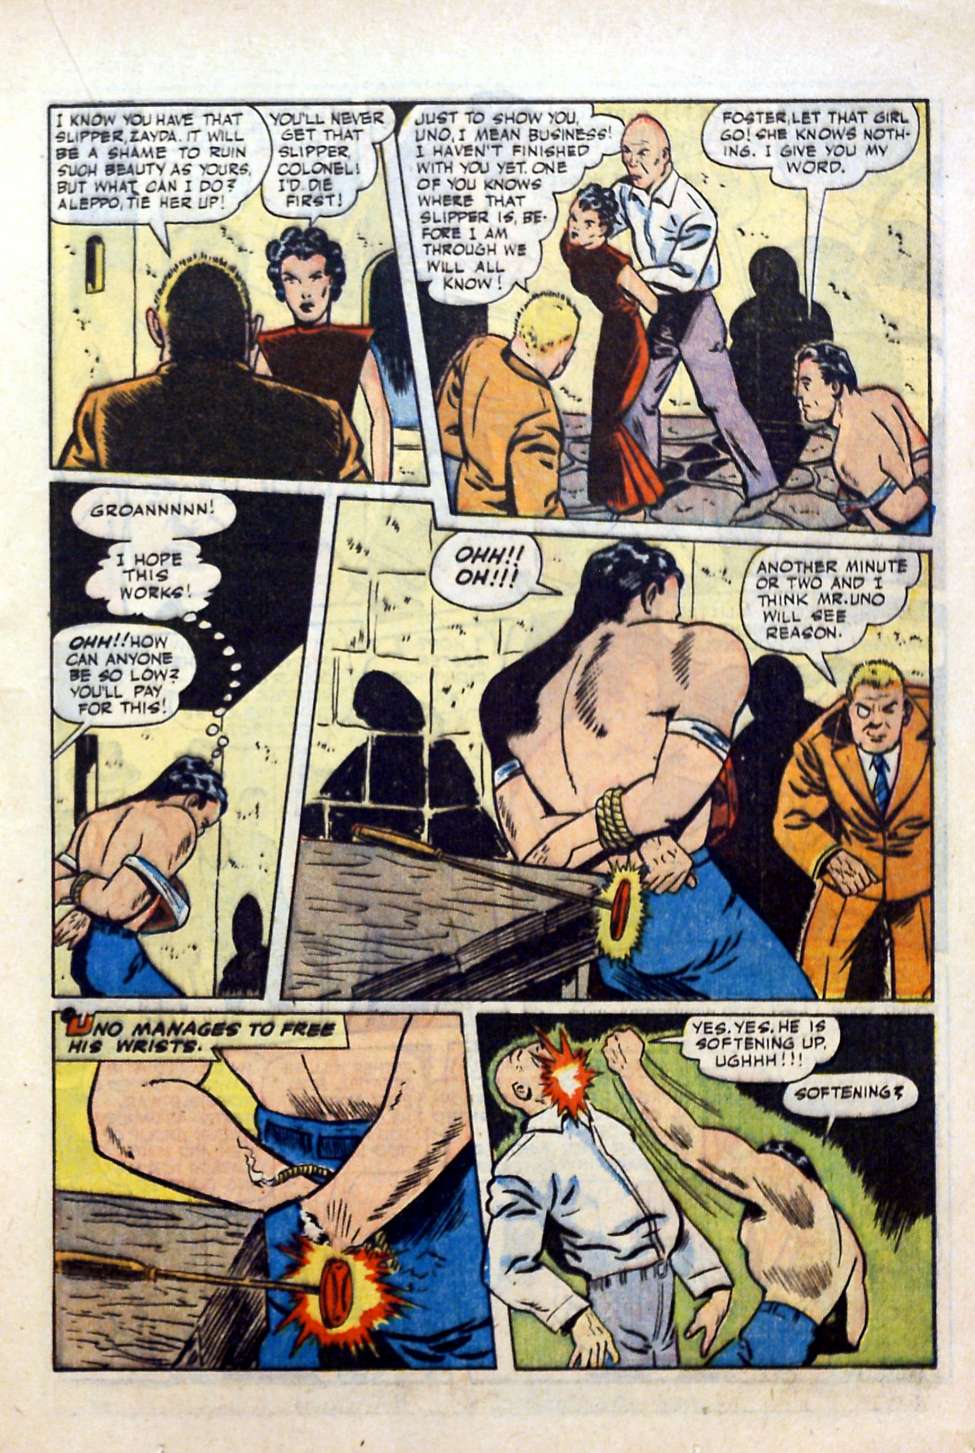 I KNOW YOU HAVE THAT
SLIPPER, ZAYDA. IT WILL
BE A SHAME TO RUIN
SUCH BEAUTY AS YOURS,
BUT WHAT CAN I DO?
ALEPPO, TIE HER UP!
YOU'LL NEVER
GET THAT
SLIPPER,
COLONEL!
I'D DIE
FIRST!
JUST TO SHOW YOU,
UNO, I MEAN BUSINESS!
I HAVEN'T FINISHED
WITH YOU YET. ONE
OF YOU KNOWS
WHERE THAT
SLIPPER IS, BE-
FORE I AM
THROUGH WE
WILL ALL
KNOW!
FOSTER, LET THAT GIRL
GO! SHE KNOWS NOTH-
ING. I GIVE YOU MY
WORD.
GROANNNNN!
I HOPE
THIS
WORKS!
OHH!! HOW
CAN ANYONE
BE SO LOW?
YOU'LL PAY
FOR THIS!
OHH!!
OH!!!
ANOTHER MINUTE
OR TWO AND I
THINK MR. UNO
WILL SEE
REASON.
UNO MANAGES TO FREE
HIS WRISTS.
YES, YES, HE IS
SOFTENING UP,
UGHHH!!!
SOFTENING?